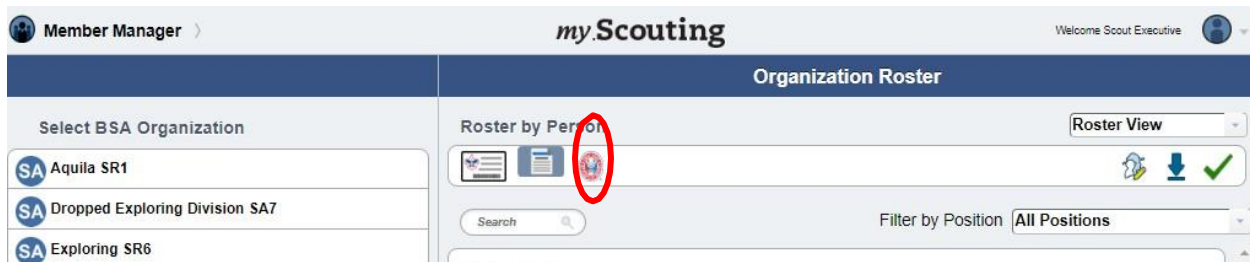 Member Manager
my.Scouting
Welcome Scout Executive
Organization Roster
Select BSA Organization
SA Aquila SR1
SA Dropped Exploring Division SA7
SA Exploring SR6
Roster by Person
Roster View
Search
Filter by Position All Positions